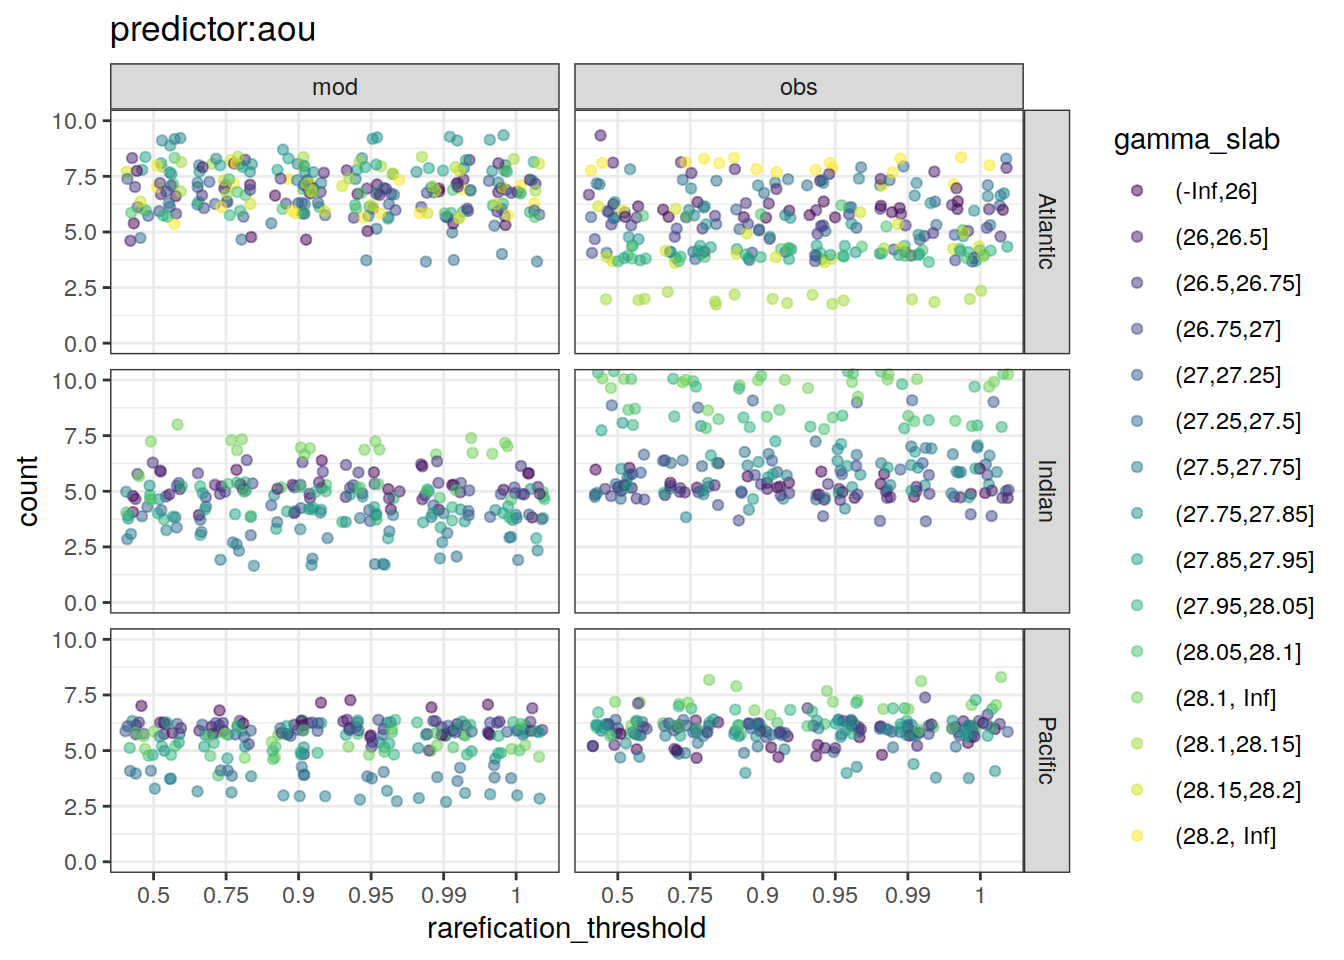 predictor:aou
mod
obs
10.0
7.5
5.0
2.5
0.0
Atlantic
10.0
7.5
5.0
2.5
0.0
Indian
10.0
7.5
5.0
2.5
0.0
Pacific
0.5 0.75 0.9 0.95 0.99 1
0.5 0.75 0.9 0.95 0.99 1
rarefication_threshold
count
gamma_slab
(-Inf,26]
(26,26.5]
(26.5,26.75]
(26.75,27]
(27,27.25]
(27.25,27.5]
(27.5,27.75]
(27.75,27.85]
(27.85,27.95]
(27.95,28.05]
(28.05,28.1]
(28.1, Inf]
(28.1,28.15]
(28.15,28.2]
(28.2, Inf]